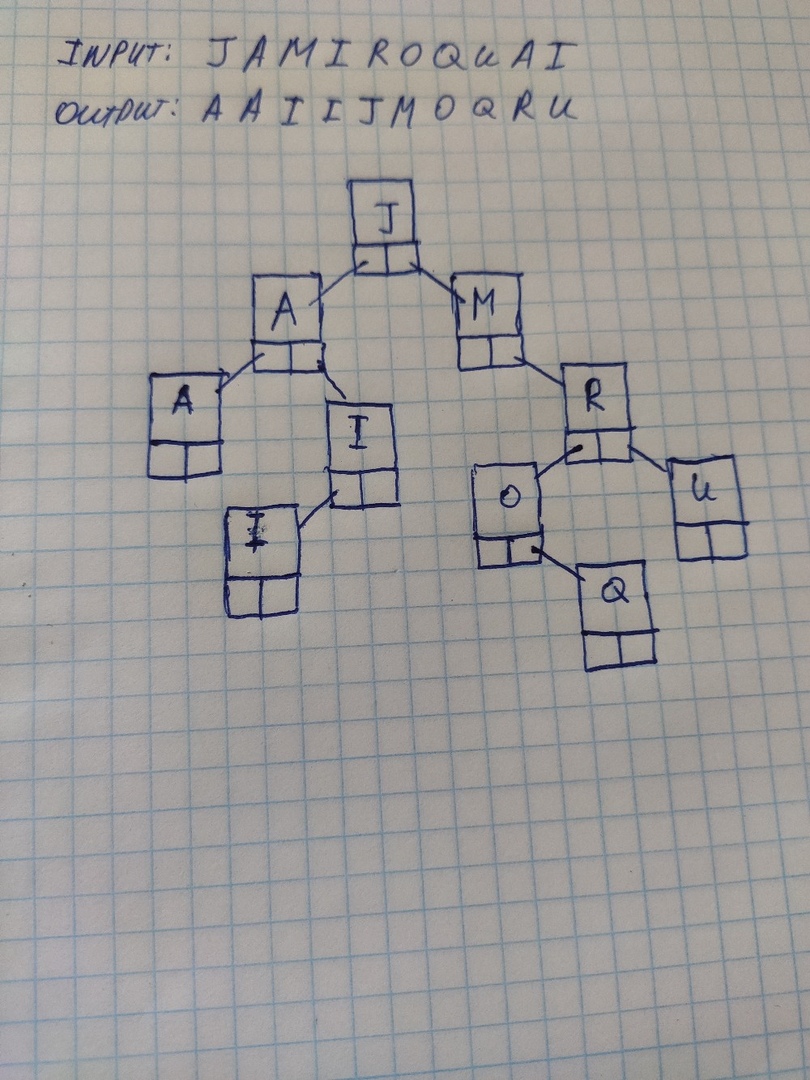 INPUT: J A M I R O Q U A I
OUTPUT: A A I I J M O Q R U
J
A M
A I R
I O U
Q